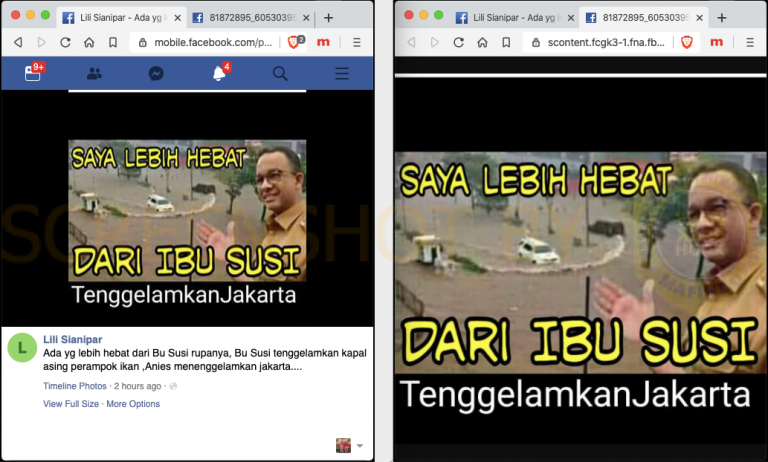 Lili Sianipar - Ada yg l
81872895_60530395
mobile.facebook.com/p...
2
9+
4
SAYA LEBIH HEBAT
DARI IBU SUSI
TenggelamkanJakarta
L
Lili Sianipar
Ada yg lebih hebat dari Bu Susi rupanya, Bu Susi tenggelamkan kapal
asing perampok ikan ,Anies menenggelamkan jakarta....
Timeline Photos · 2 hours ago ·
View Full Size · More Options
Lili Sianipar - Ada yg l
81872895_60530395
scontent.fcgk3-1.fna.fb...
SAYA LEBIH HEBAT
DARI IBU SUSI
TenggelamkanJakarta